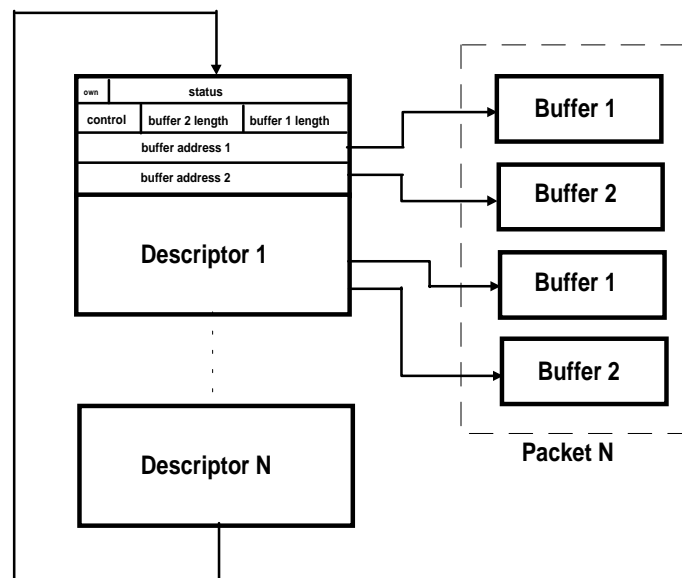 own status
control buffer 2 length buffer 1 length
buffer address 1
buffer address 2
Descriptor 1
Descriptor N
Buffer 1
Buffer 2
Buffer 1
Buffer 2
Packet N